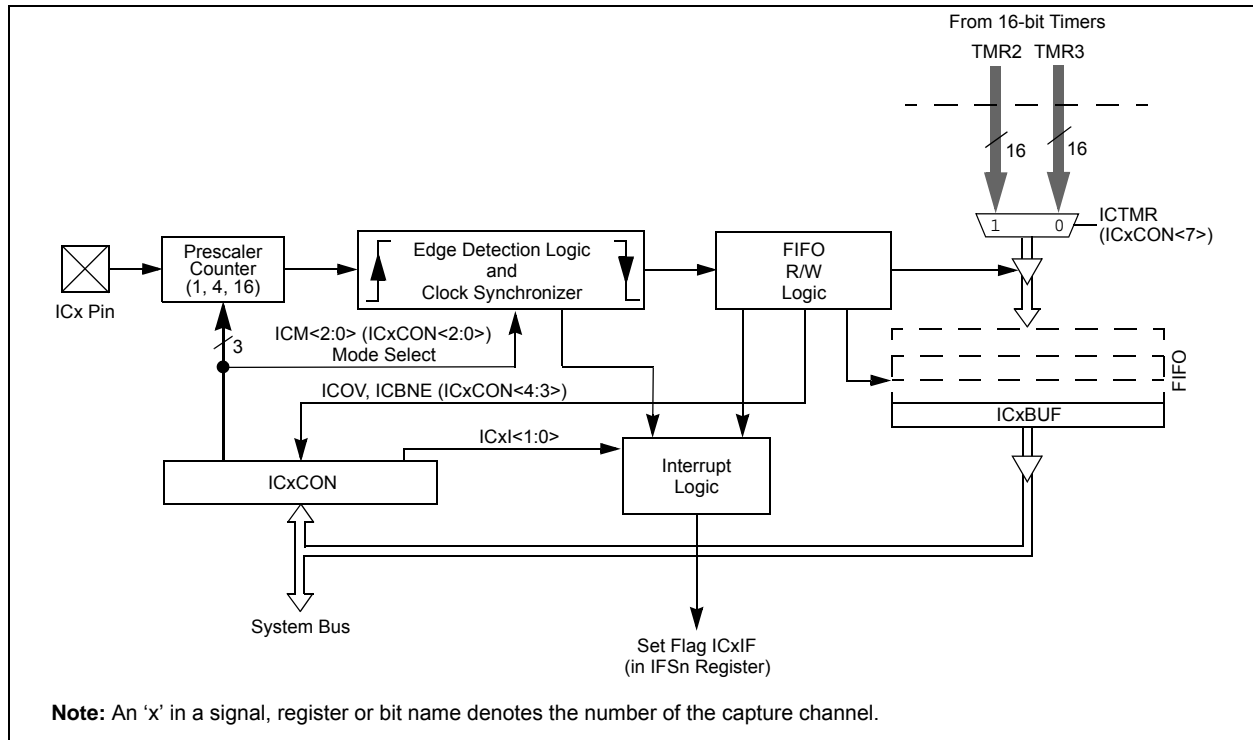 From 16-bit Timers
TMR2 TMR3
16 16
1 0
ICTMR
(ICxCON<7>)
Prescaler
Counter
(1, 4, 16)
Edge Detection Logic
and
Clock Synchronizer
FIFO
R/W
Logic
ICx Pin
3
ICM<2:0> (ICxCON<2:0>)
Mode Select
FIFO
ICOV, ICBNE (ICxCON<4:3>)
ICxBUF
ICxI<1:0>
Interrupt
Logic
ICxCON
System Bus
Set Flag ICxIF
(in IFSn Register)
Note: An ‘x’ in a signal, register or bit name denotes the number of the capture channel.